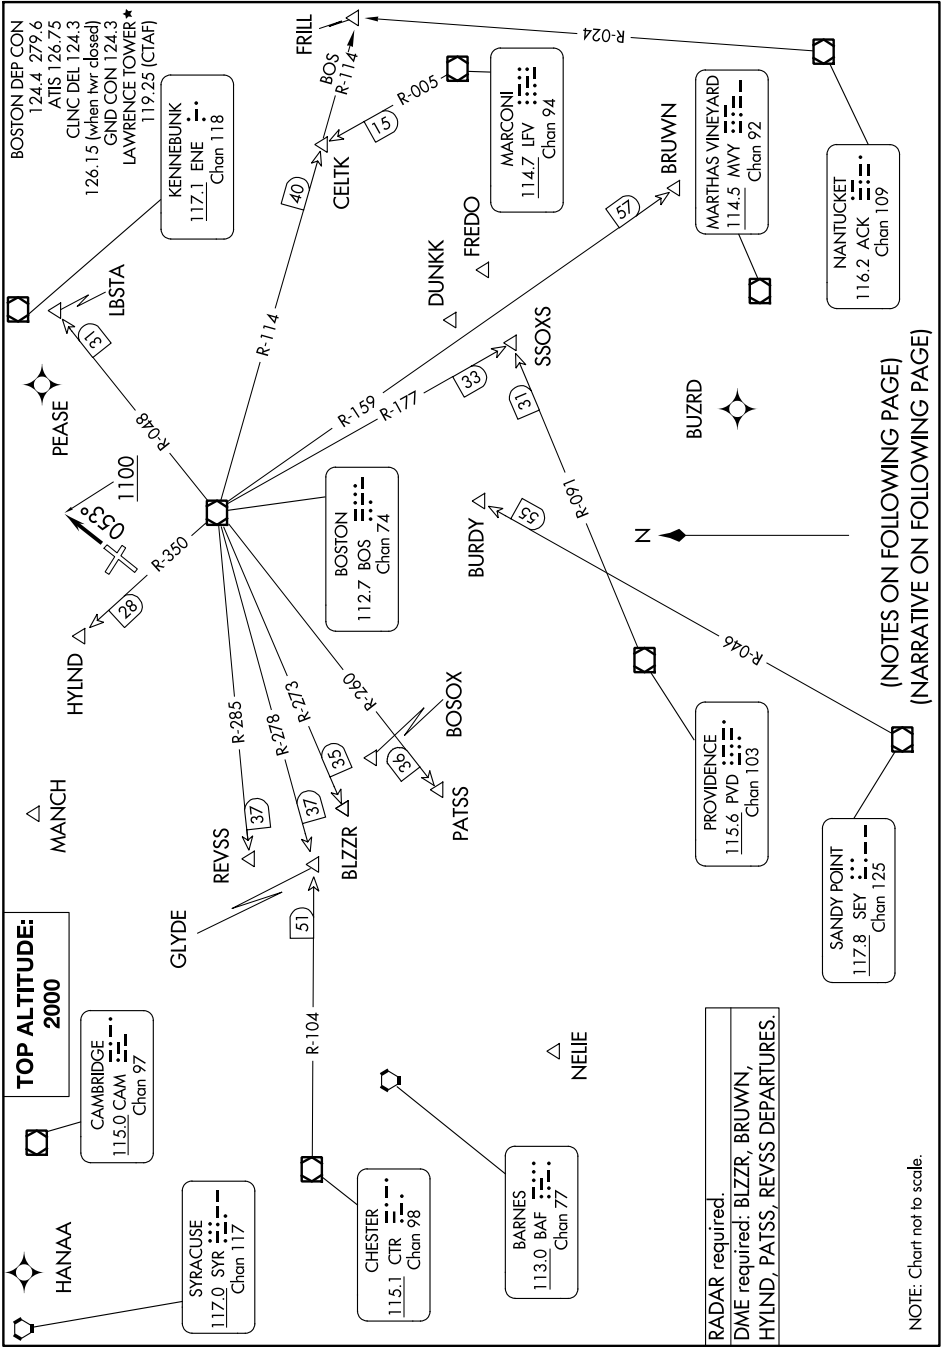 BOSTON DEP CON
124.4 279.6
ATIS 126.75
CLNC DEL 124.3
126.15 (when twr closed)
GND CON 124.3
LAWRENCE TOWER★
119.25 (CTAF)
TOP ALTITUDE:
2000
HANAA
SYRACUSE
117.0 SYR
Chan 117
CAMBRIDGE
115.0 CAM
Chan 97
MANCH
HYLND
28
R-350
053°
1100
PEASE
LBSTA
31
R-048
KENNEBUNK
117.1 ENE
Chan 118
FRILL
BOS
R-114
R-024
CELTK
40
R-114
15
R-005
MARCONI
114.7 LFV
Chan 94
GLYDE
REVSS
37
R-285
37
R-278
BLZZR
35
R-273
PATSS
36
R-260
BOSOX
BOSTON
112.7 BOS
Chan 74
R-159
57
BRUWN
R-177
33
SSOXS
DUNKK
FREDO
MARTHAS VINEYARD
114.5 MVY
Chan 92
NANTUCKET
116.2 ACK
Chan 109
CHESTER
115.1 CTR
Chan 98
R-104
51
BARNES
113.0 BAF
Chan 77
NELIE
BURDY
55
R-046
31
R-091
PROVIDENCE
115.6 PVD
Chan 103
SANDY POINT
117.8 SEY
Chan 125
BUZRD
N
RADAR required.
DME required: BLZZR, BRUWN,
HYLND, PATSS, REVSS DEPARTURES.
NOTE: Chart not to scale.
(NOTES ON FOLLOWING PAGE)
(NARRATIVE ON FOLLOWING PAGE)